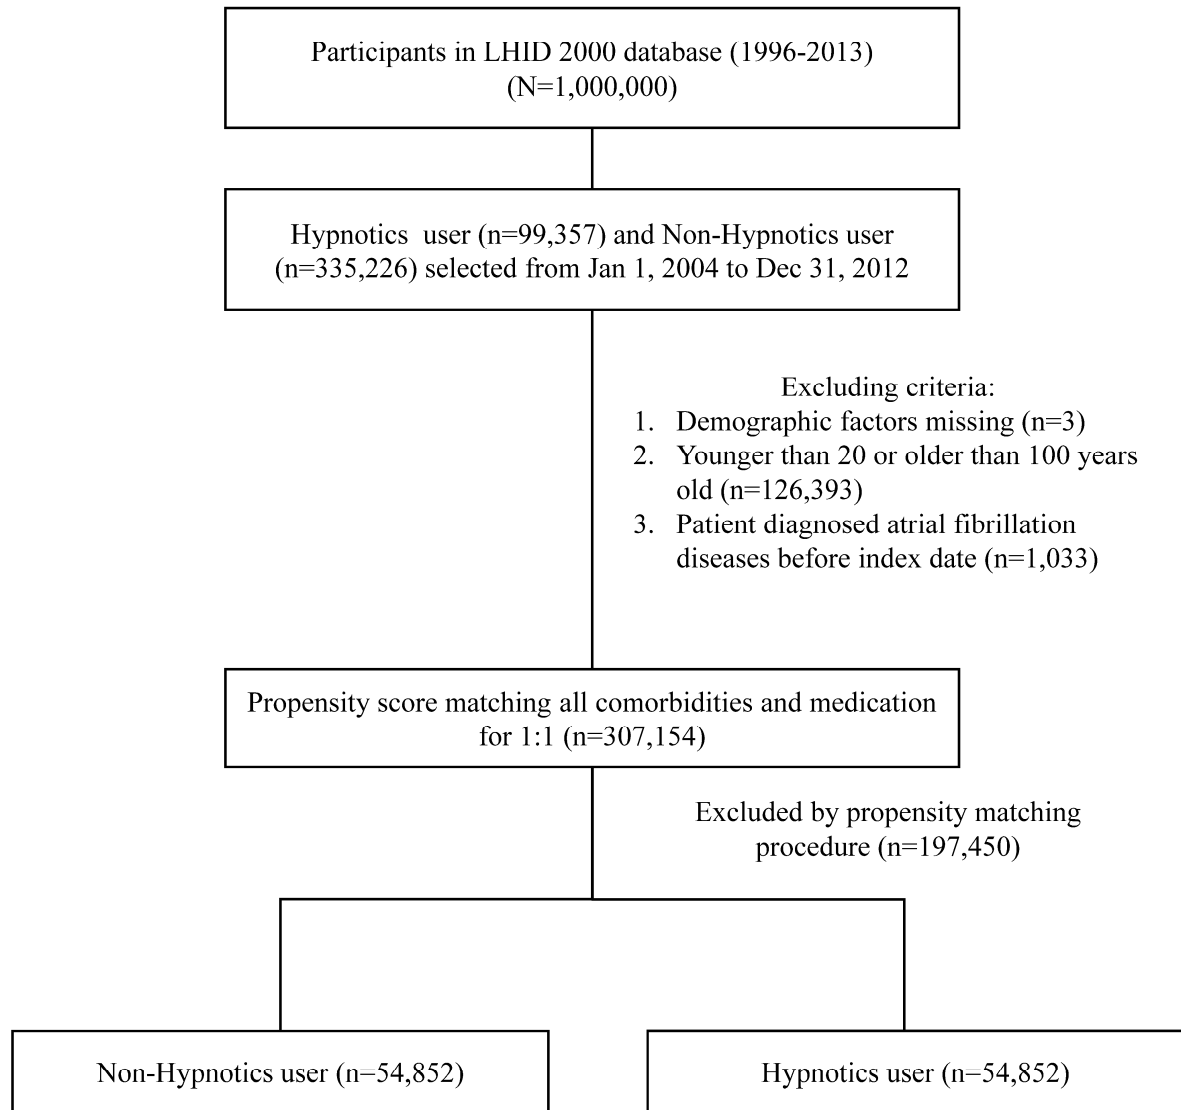 Participants in LHID 2000 database (1996-2013)
(N=1,000,000)
Hypnotics user (n=99,357) and Non-Hypnotics user
(n=335,226) selected from Jan 1, 2004 to Dec 31, 2012
Excluding criteria:
1. Demographic factors missing (n=3)
2. Younger than 20 or older than 100 years
old (n=126,393)
3. Patient diagnosed atrial fibrillation
diseases before index date (n=1,033)
Propensity score matching all comorbidities and medication
for 1:1 (n=307,154)
Excluded by propensity matching
procedure (n=197,450)
Non-Hypnotics user (n=54,852)
Hypnotics user (n=54,852)